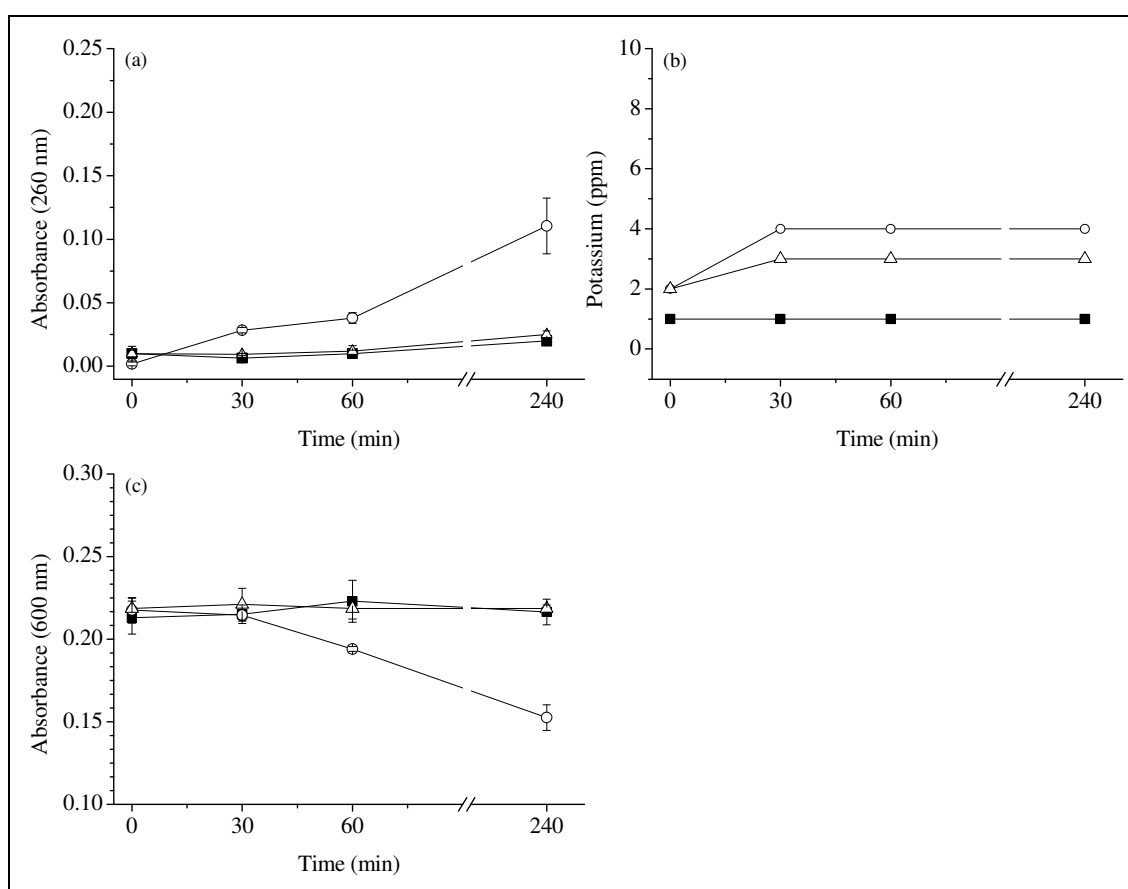 (a)
0.25
0.20
0.15
0.10
0.05
0.00
Absorbance (260 nm)
0 30 60 240
Time (min)
(b)
10
8
6
4
2
0
Potassium (ppm)
0 30 60 240
Time (min)
(c)
0.30
0.25
0.20
0.15
0.10
Absorbance (600 nm)
0 30 60 240
Time (min)